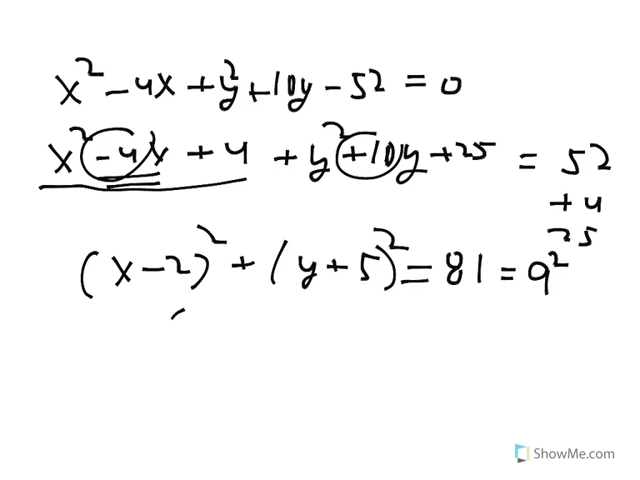 x² - 4x + y² + 10y - 52 = 0
x² - 4x + 4 + y² + 10y + 25 = 52
+ 4
25
(x - 2)² + (y + 5)² = 81 = 9²
ShowMe.com